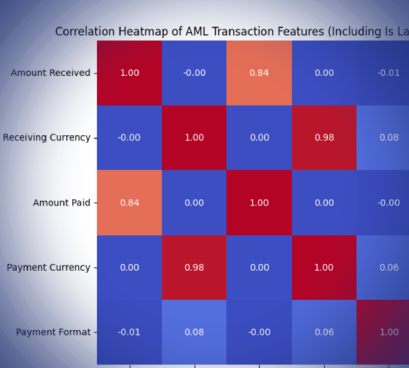 Correlation Heatmap of AML Transaction Features (Including Is La
Amount Received 1.00 -0.00 0.84 0.00 -0.01
Receiving Currency -0.00 1.00 0.00 0.98 0.08
Amount Paid 0.84 0.00 1.00 0.00 -0.00
Payment Currency 0.00 0.98 0.00 1.00 0.06
Payment Format -0.01 0.08 -0.00 0.06 1.00